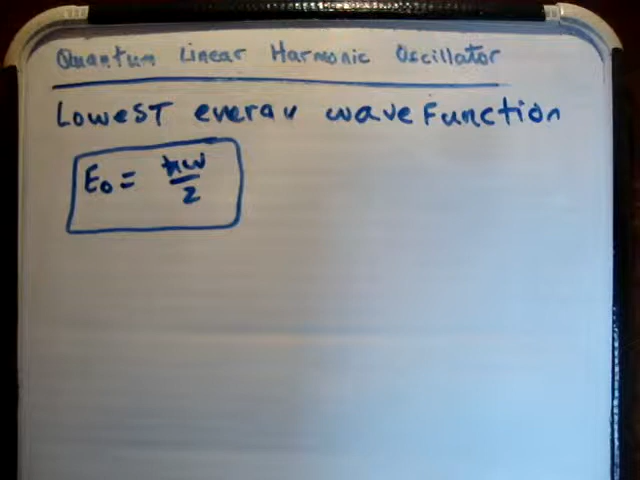 Quantum Linear Harmonic Oscillator
Lowest energy wave Function
E₀ = ħω/2